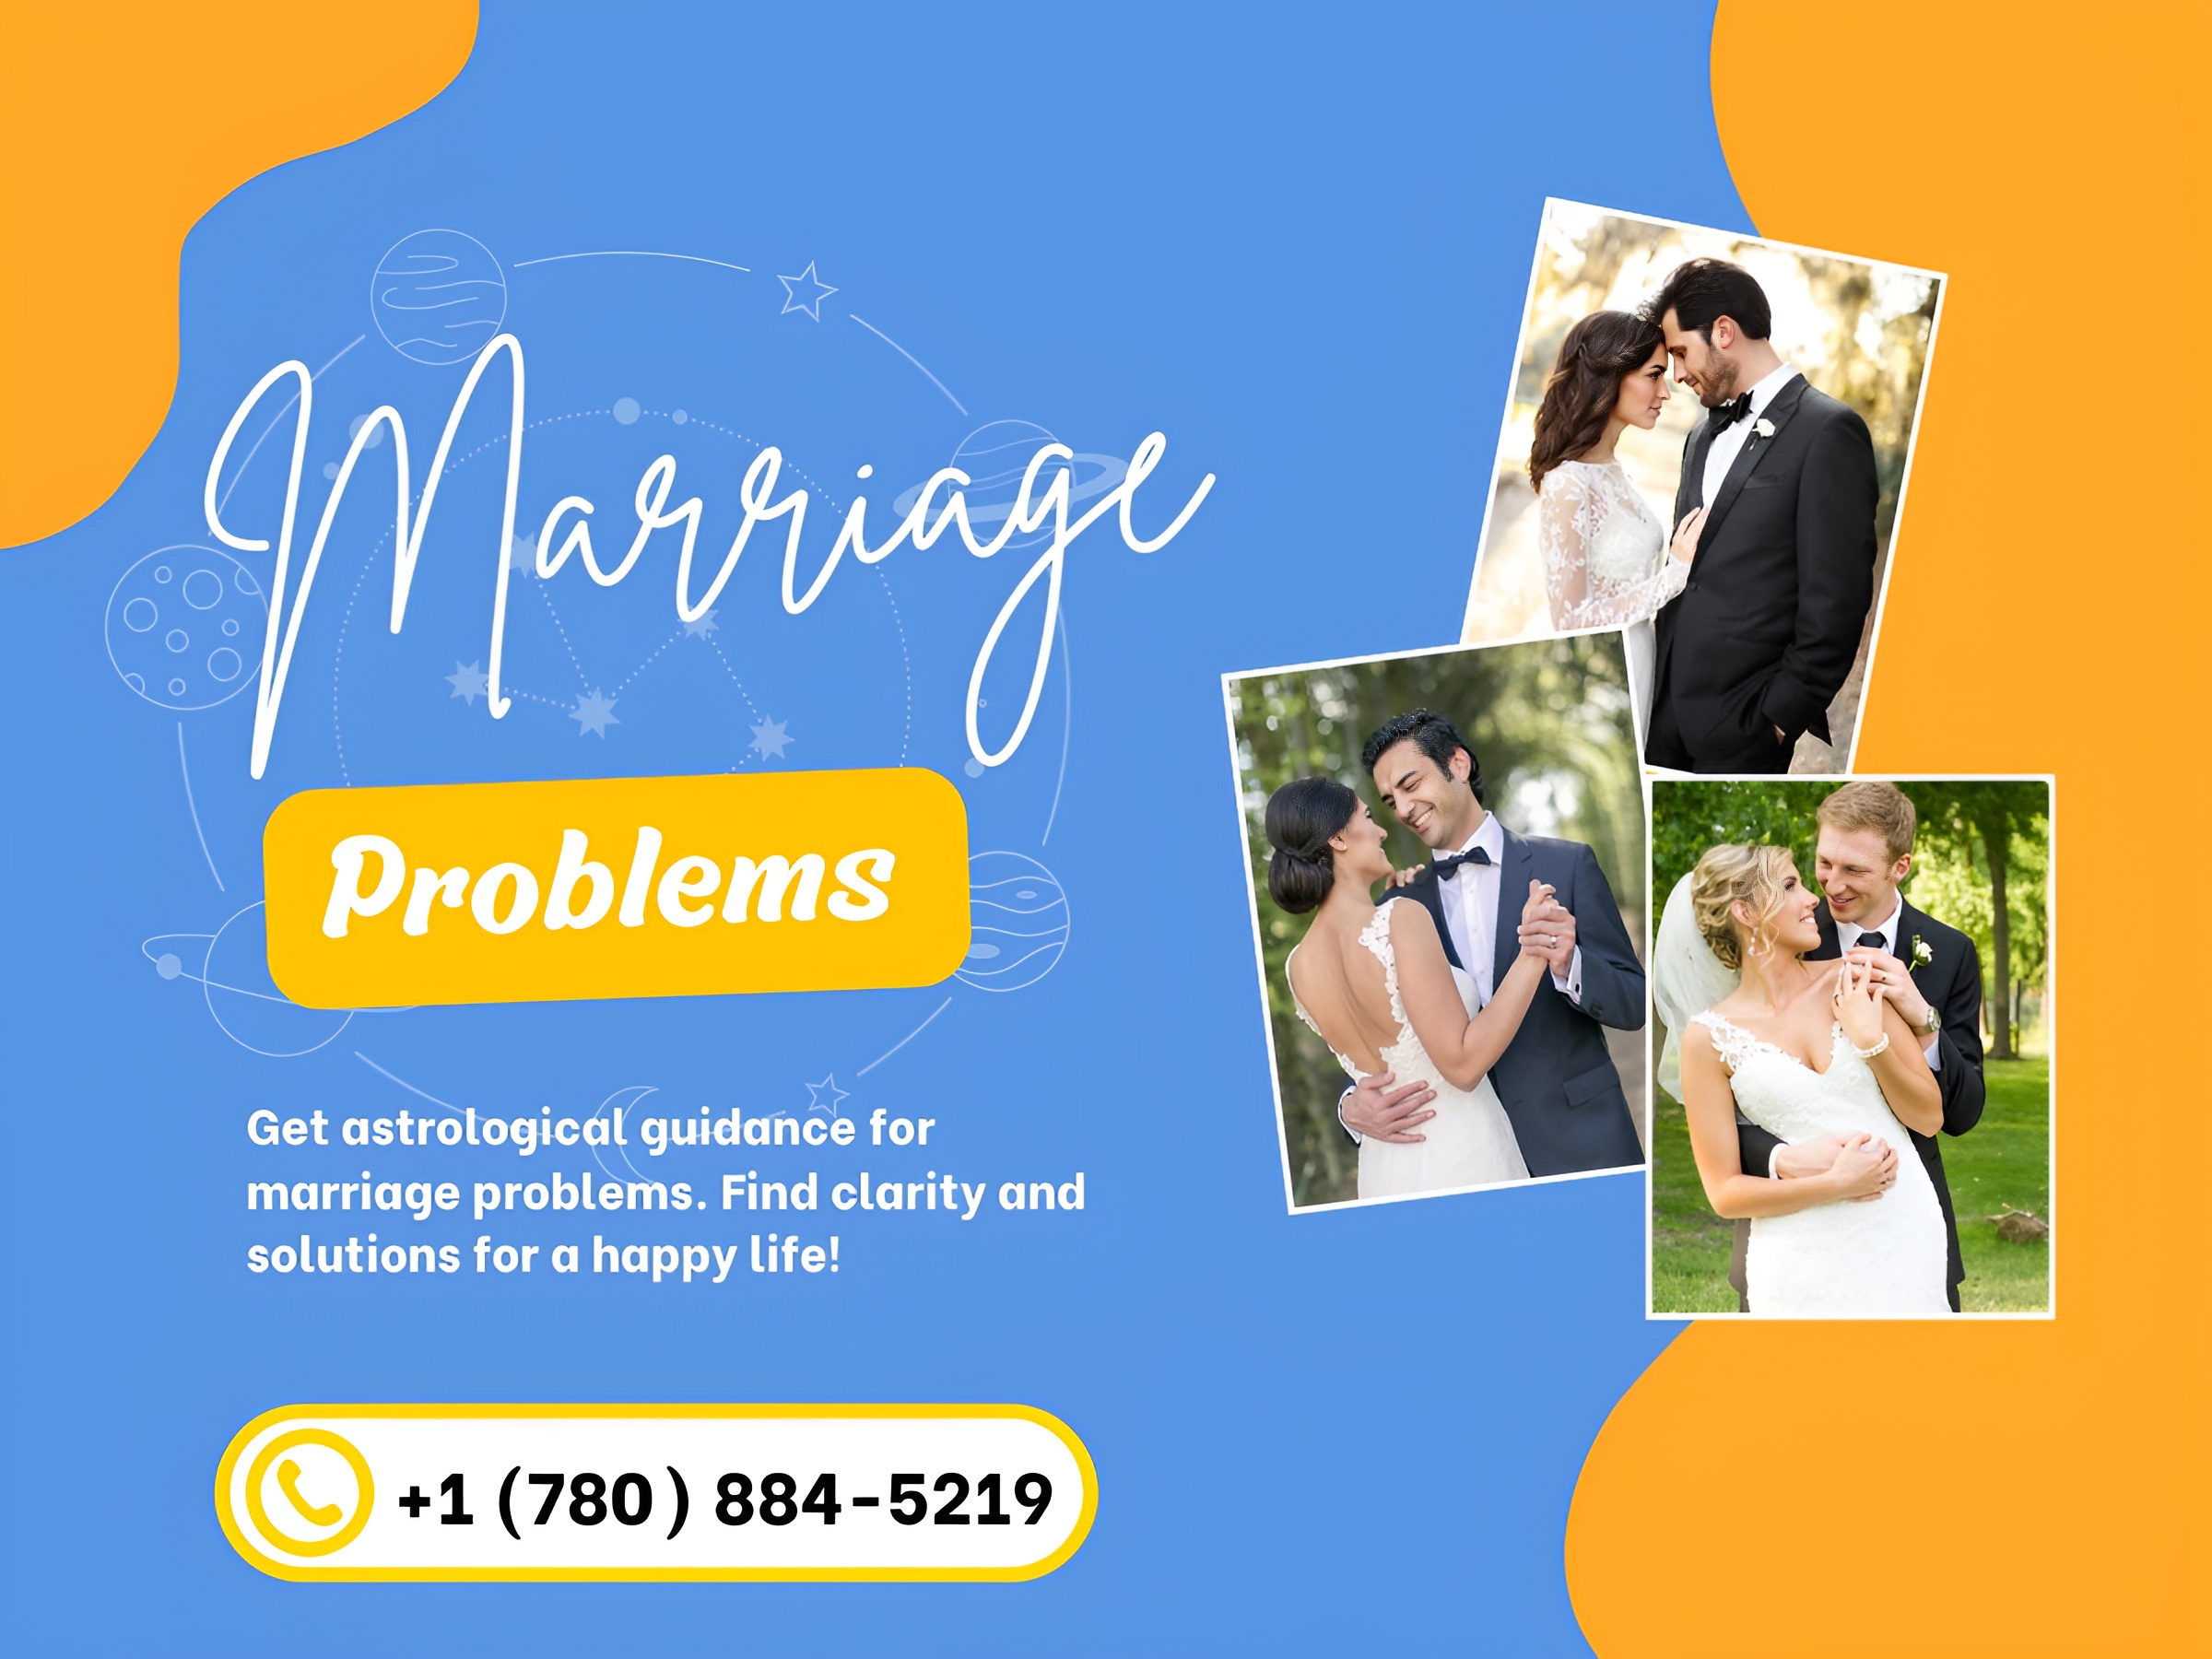 Marriage
Problems
Get astrological guidance for
marriage problems. Find clarity and
solutions for a happy life!
+1 (780) 884-5219